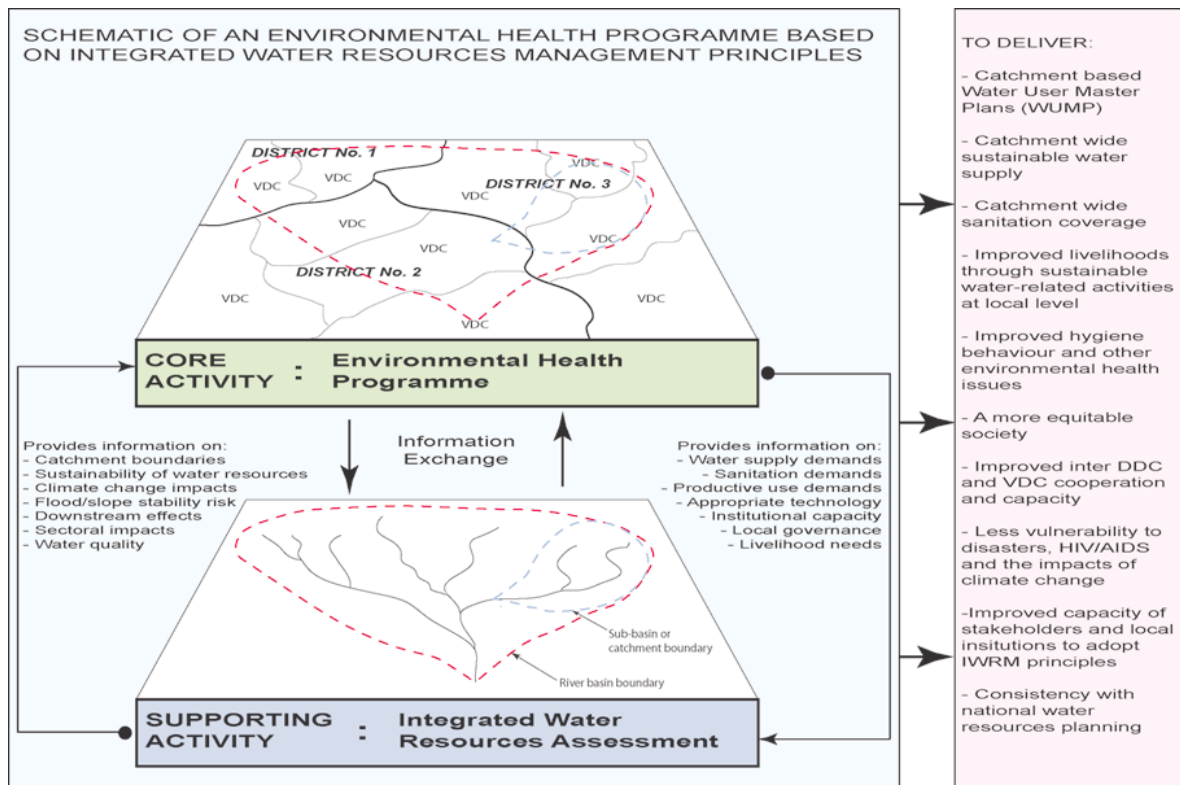 SCHEMATIC OF AN ENVIRONMENTAL HEALTH PROGRAMME BASED
ON INTEGRATED WATER RESOURCES MANAGEMENT PRINCIPLES
DISTRICT No. 1
VDC
VDC
VDC
DISTRICT No. 3
VDC
VDC
VDC
VDC
DISTRICT No. 2
VDC
VDC
VDC
CORE
ACTIVITY
:
Environmental Health
Programme
Provides information on:
- Catchment boundaries
- Sustainability of water resources
- Climate change impacts
- Flood/slope stability risk
- Downstream effects
- Sectoral impacts
- Water quality
Information
Exchange
Provides information on:
- Water supply demands
- Sanitation demands
- Productive use demands
- Appropriate technology
- Institutional capacity
- Local governance
- Livelihood needs
Sub-basin or
catchment boundary
River basin boundary
SUPPORTING
ACTIVITY
:
Integrated Water
Resources Assessment
TO DELIVER:
- Catchment based
Water User Master
Plans (WUMP)
- Catchment wide
sustainable water
supply
- Catchment wide
sanitation coverage
- Improved livelihoods
through sustainable
water-related activities
at local level
- Improved hygiene
behaviour and other
environmental health
issues
- A more equitable
society
- Improved inter DDC
and VDC cooperation
and capacity
- Less vulnerability to
disasters, HIV/AIDS
and the impacts of
climate change
-Improved capacity of
stakeholders and local
insitutions to adopt
IWRM principles
- Consistency with
national water
resources planning